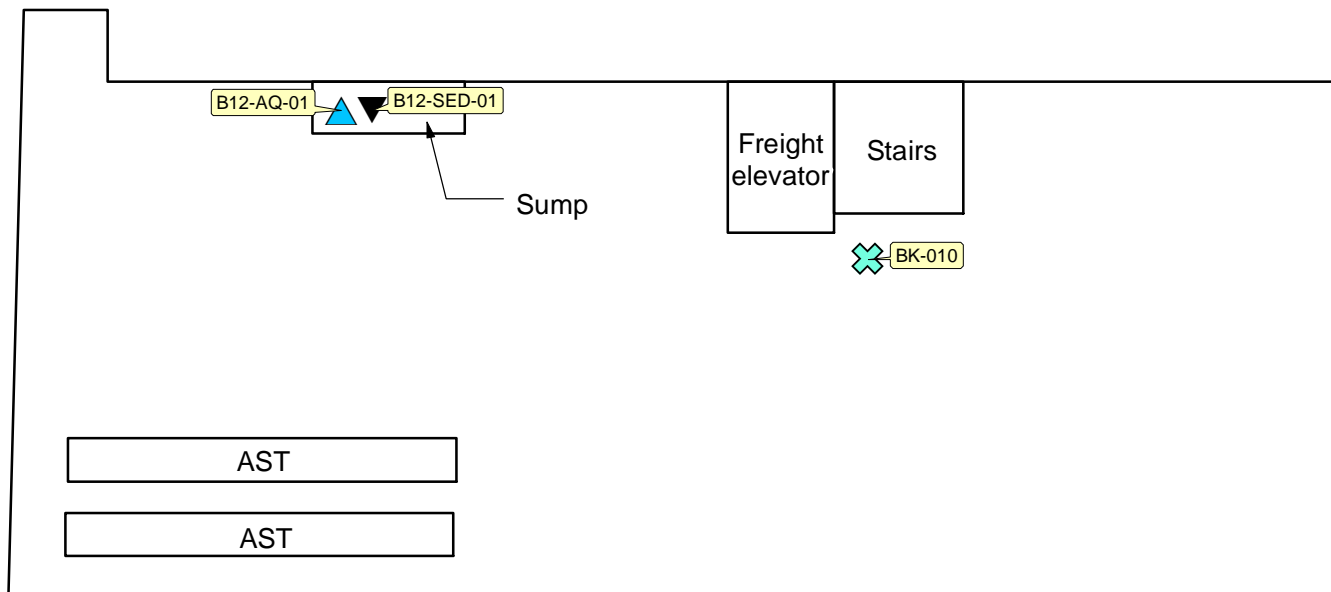 B12-AQ-01
B12-SED-01
Sump
Freight
elevator
Stairs
BK-010
AST
AST